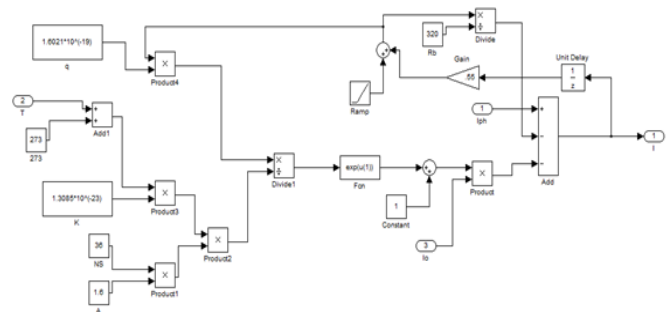 1.6021*10^(-19)
q
Product4
320
Rb
Divide
Gain
.55
Unit Delay
1
z
Ramp
2
T
Add1
273
273
1
Iph
Add
1
I
1.3085*10^(-23)
K
Product3
Divide1
exp(u(1))
Fcn
Product
1
Constant
3
Io
Product2
36
NS
Product1
1.6
A